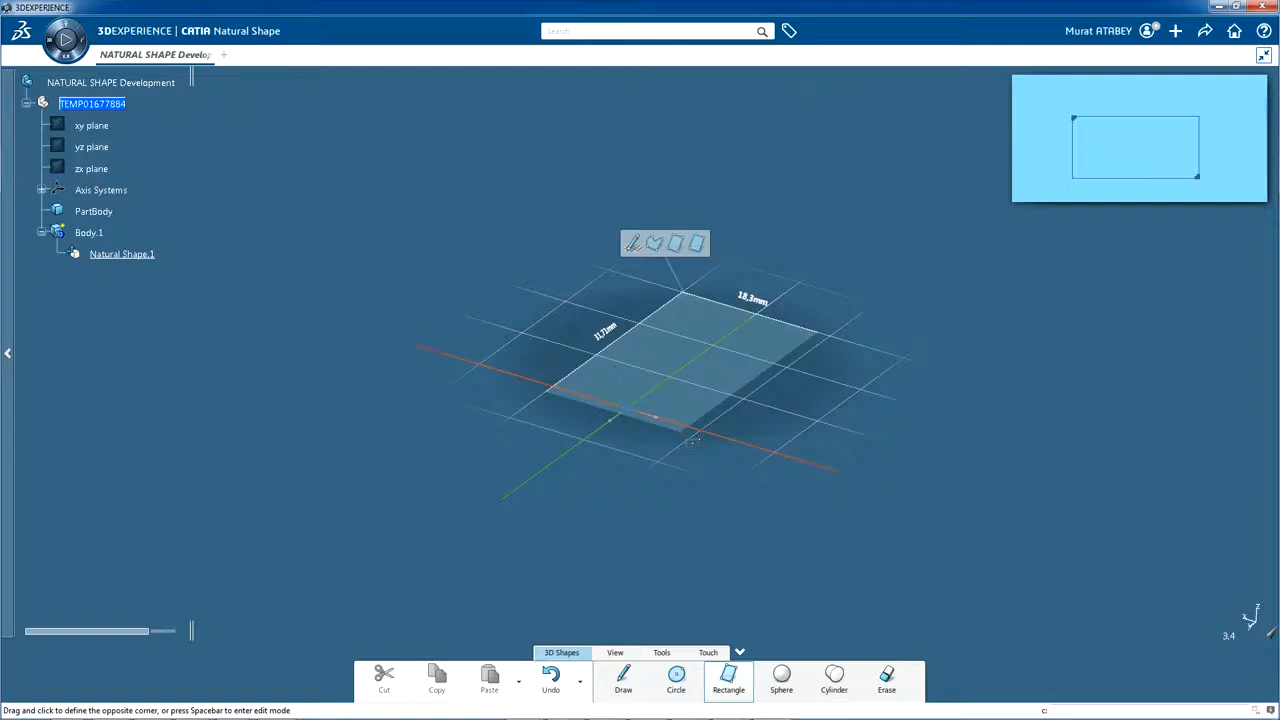 3DEXPERIENCE
3DEXPERIENCE | CATIA Natural Shape
Search
Murat ATABEY
NATURAL SHAPE Develop
NATURAL SHAPE Development
TEMP01677884
xy plane
yz plane
zx plane
Axis Systems
PartBody
Body.1
Natural Shape.1
18,3mm
31,71mm
z
x
y
3.4
3D Shapes View Tools Touch
Cut Copy Paste Undo Draw Circle Rectangle Sphere Cylinder Erase
Drag and click to define the opposite corner, or press Spacebar to enter edit mode
c: